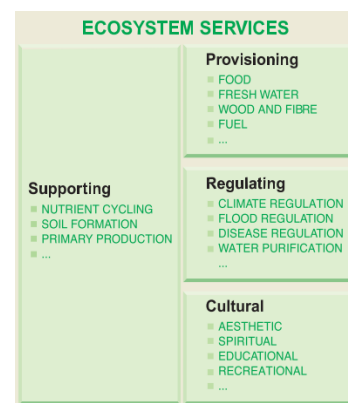 ECOSYSTEM SERVICES
Supporting
NUTRIENT CYCLING
SOIL FORMATION
PRIMARY PRODUCTION
...
Provisioning
FOOD
FRESH WATER
WOOD AND FIBRE
FUEL
...
Regulating
CLIMATE REGULATION
FLOOD REGULATION
DISEASE REGULATION
WATER PURIFICATION
...
Cultural
AESTHETIC
SPIRITUAL
EDUCATIONAL
RECREATIONAL
...